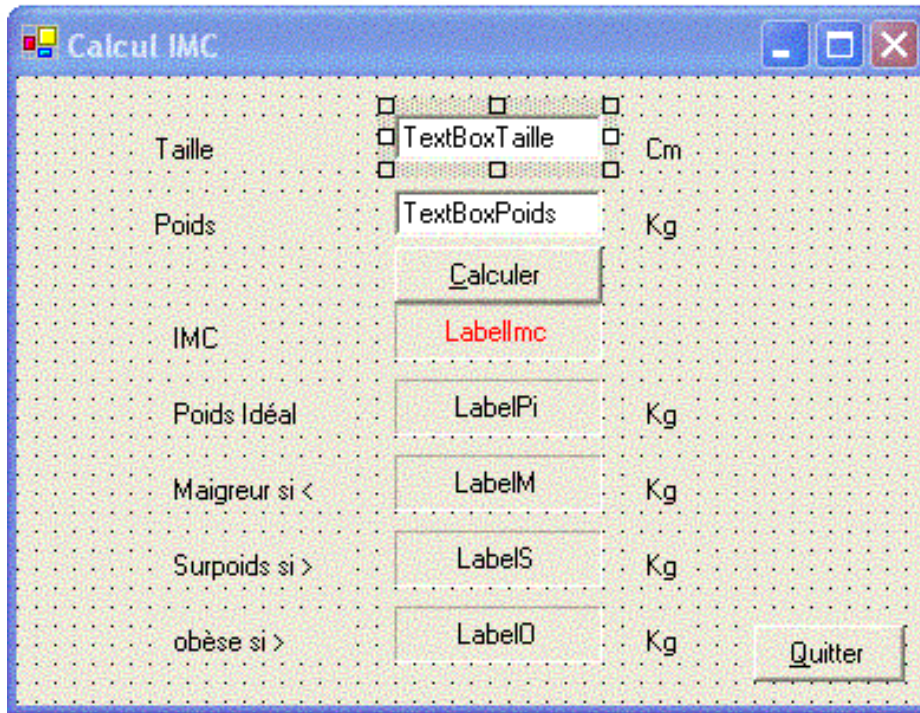 Calcul IMC
Taille TextBoxTaille Cm
Poids TextBoxPoids Kg
Calculer
IMC LabelImc
Poids Idéal LabelPi Kg
Maigreur si < LabelM Kg
Surpoids si > LabelS Kg
obèse si > LabelO Kg
Quitter